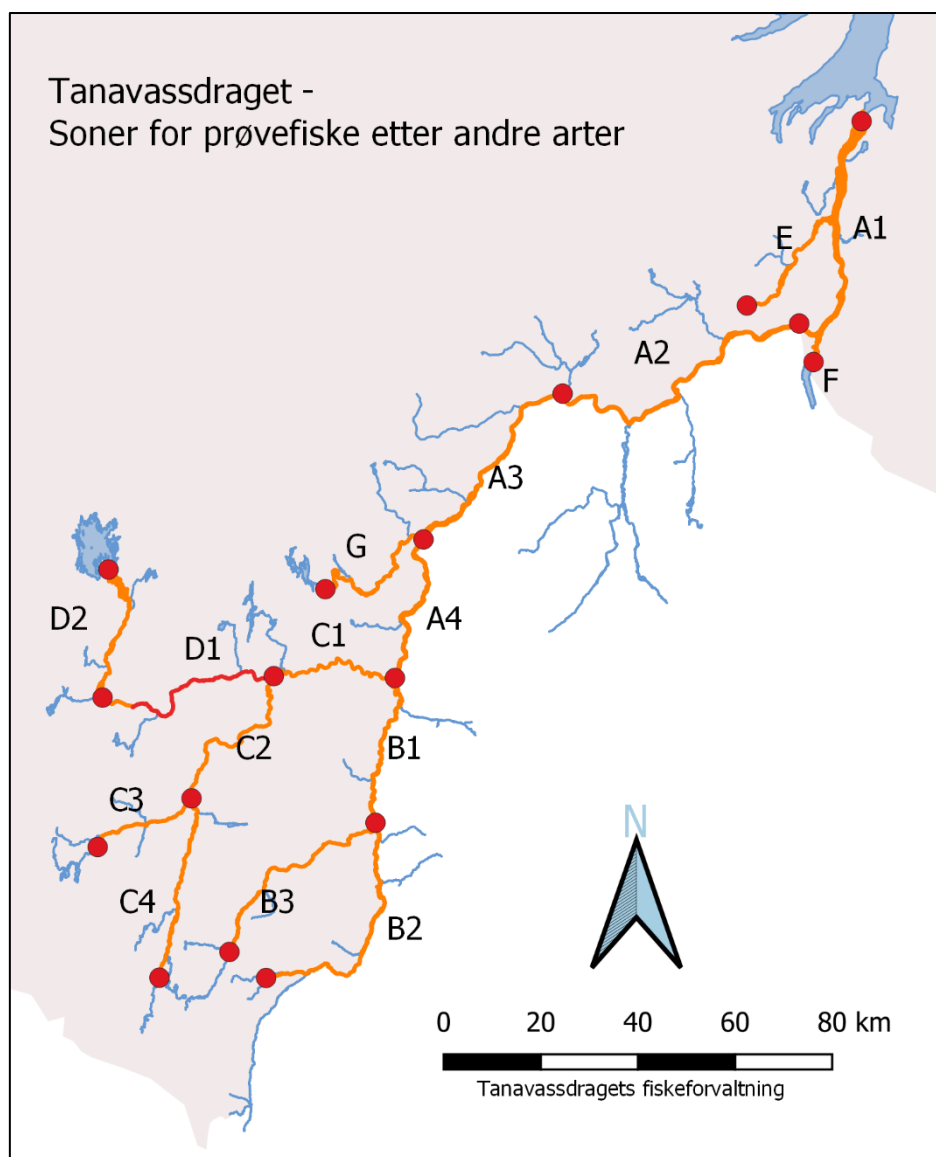 Tanavassdraget -
Soner for prøvefiske etter andre arter
A1
E
A2
F
A3
G
A4
D2
D1
C1
C2
B1
C3
C4
B3
B2
N
0 20 40 60 80 km
Tanavassdragets fiskeforvaltning